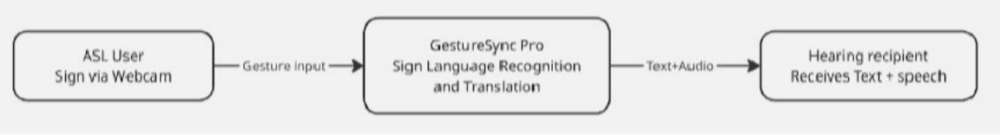 ASL User
Sign via Webcam
Gesture input
GestureSync Pro
Sign Language Recognition
and Translation
Text+Audio
Hearing recipient
Receives Text + speech